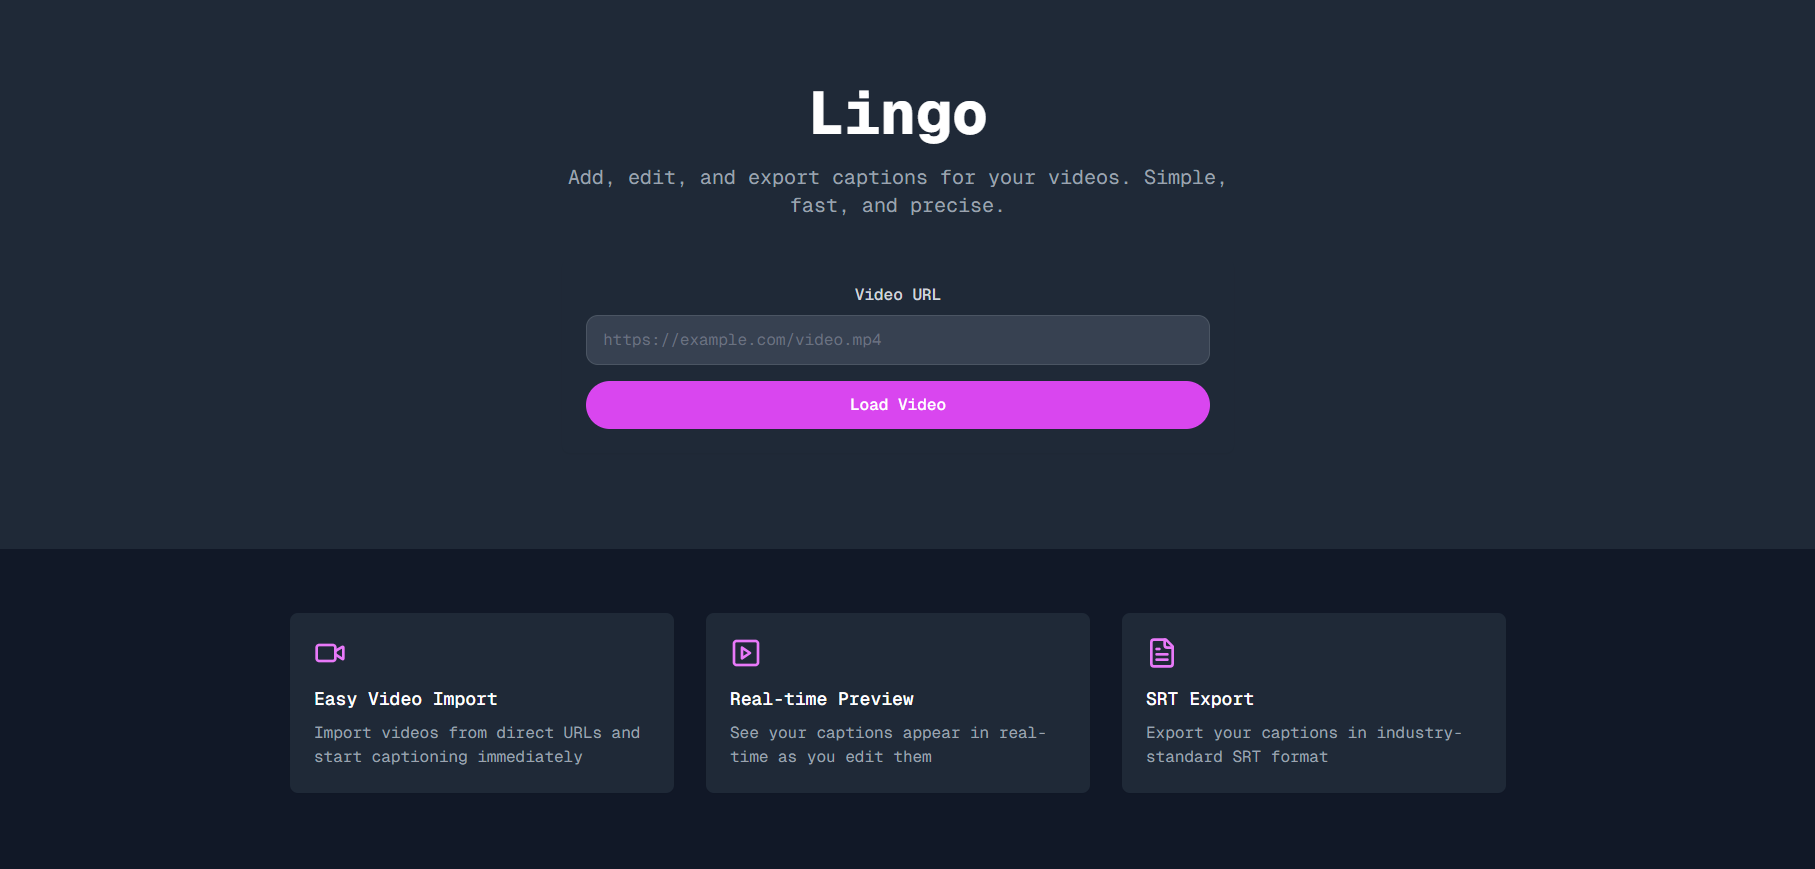 Lingo
Add, edit, and export captions for your videos. Simple,
fast, and precise.
Video URL
https://example.com/video.mp4
Load Video
Easy Video Import
Import videos from direct URLs and
start captioning immediately
Real-time Preview
See your captions appear in real-
time as you edit them
SRT Export
Export your captions in industry-
standard SRT format